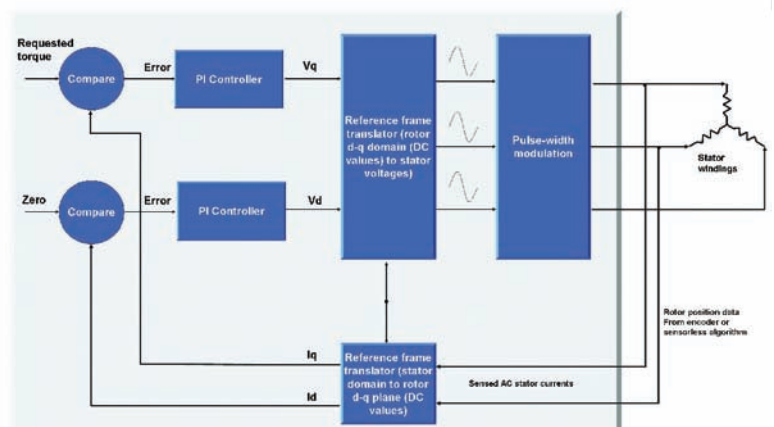 Requested
torque
Compare
Error
PI Controller
Vq
Reference frame
translator (rotor
d-q domain (DC
values) to stator
voltages)
Pulse-width
modulation
Stator
windings
Zero
Compare
Error
PI Controller
Vd
Rotor position data
From encoder or
sensorless algorithm
Iq
Id
Reference frame
translator (stator
domain to rotor
d-q plane (DC
values)
Sensed AC stator currents